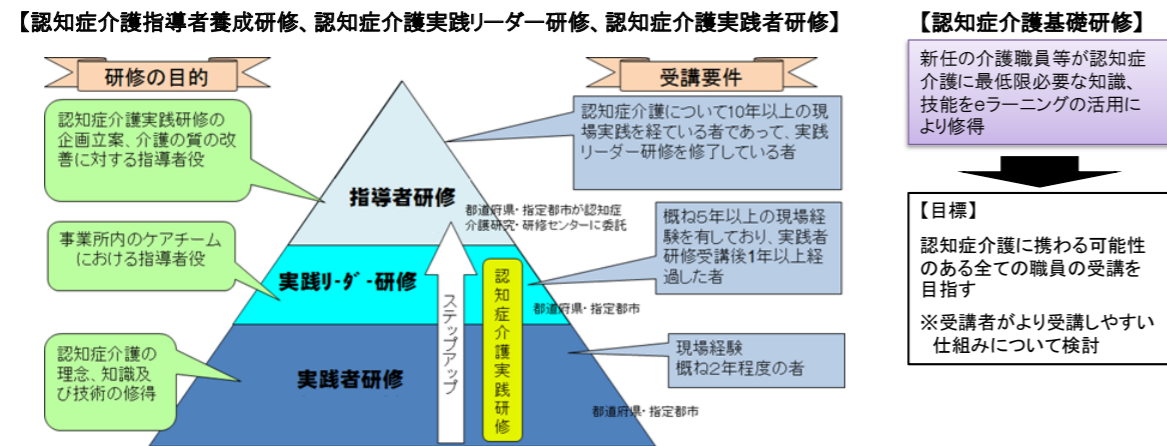 【認知症介護指導者養成研修、認知症介護実践リーダー研修、認知症介護実践者研修】
研修の目的
受講要件
認知症介護実践研修の
企画立案、介護の質の改
善に対する指導者役
認知症介護について10年以上の現
場実践を経ている者であって、実践
リーダー研修を修了している者
指導者研修
都道府県・指定都市が認知症
介護研究・研修センターに委託
事業所内のケアチーム
における指導者役
実践リーダー研修
概ね5年以上の現場経
験を有しており、実践者
研修受講後1年以上経
過した者
都道府県・指定都市
認知症介護の
理念、知識及
び技術の修得
実践者研修
ステップアップ
認知症介護実践研修
現場経験
概ね2年程度の者
都道府県・指定都市
【認知症介護基礎研修】
新任の介護職員等が認知症
介護に最低限必要な知識、
技能をeラーニングの活用に
より修得
【目標】
認知症介護に携わる可能性
のある全ての職員の受講を
目指す
※受講者がより受講しやすい
仕組みについて検討